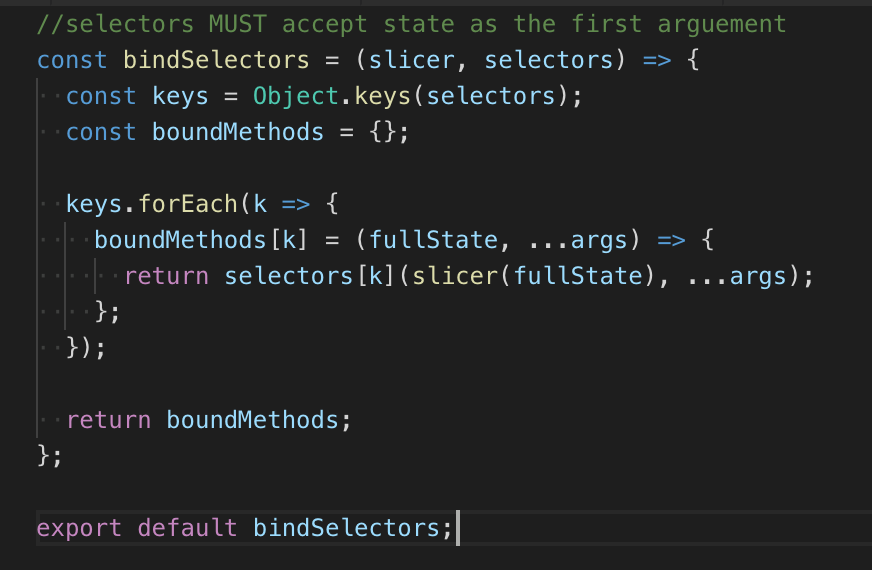 //selectors MUST accept state as the first arguement
const bindSelectors = (slicer, selectors) => {
  const keys = Object.keys(selectors);
  const boundMethods = {};

  keys.forEach(k => {
    boundMethods[k] = (fullState, ...args) => {
      return selectors[k](slicer(fullState), ...args);
    };
  });

  return boundMethods;
};

export default bindSelectors;